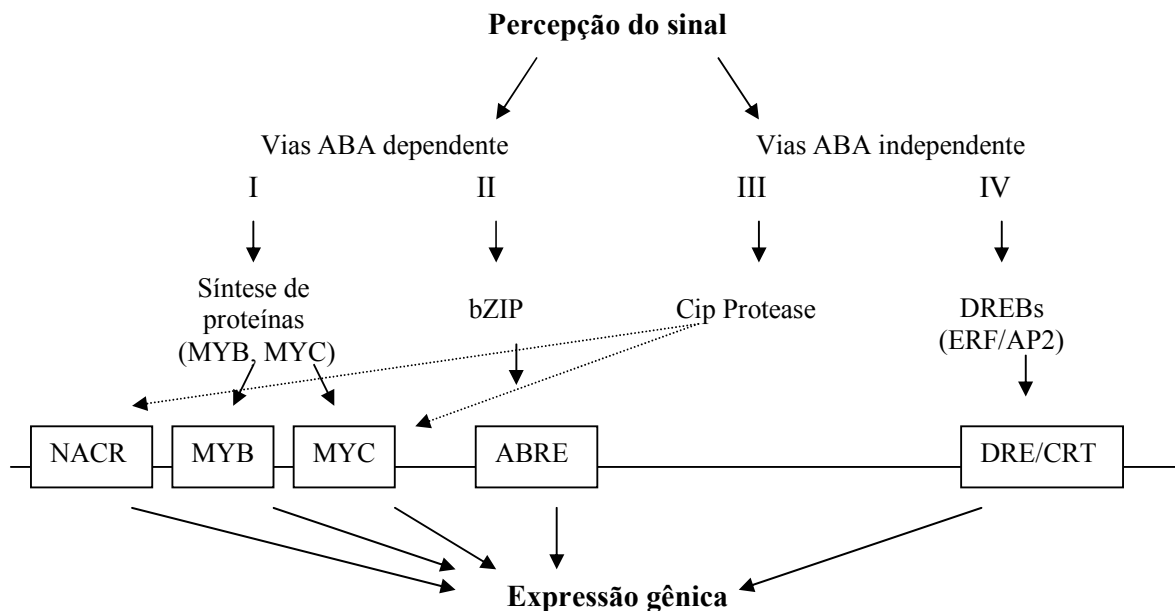 Percepção do sinal
Vias ABA dependente
Vias ABA independente
I
II
III
IV
Síntese de
proteínas
(MYB, MYC)
bZIP
Cip Protease
DREBs
(ERF/AP2)
NACR
MYB
MYC
ABRE
DRE/CRT
Expressão gênica